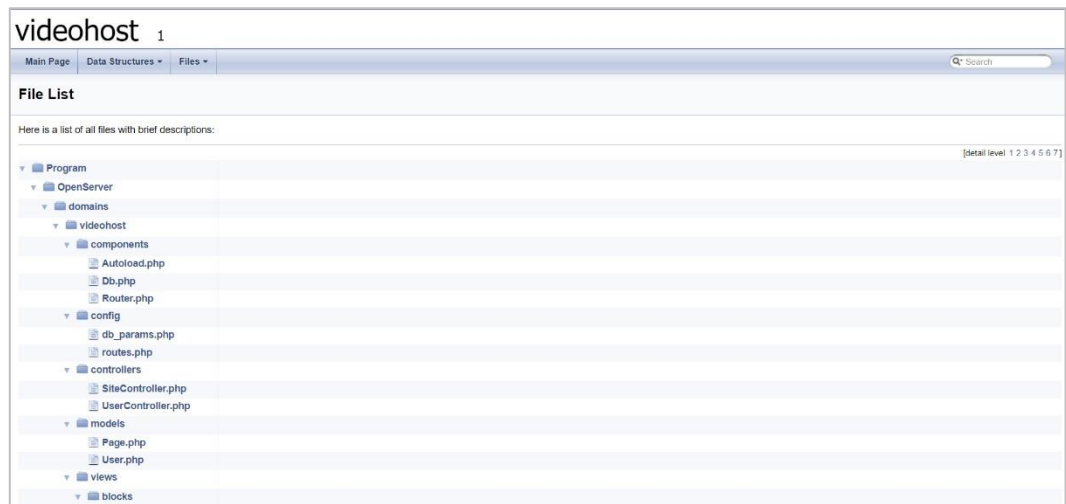 videohost 1
Main Page Data Structures Files Search
File List
Here is a list of all files with brief descriptions:
[detail level 1 2 3 4 5 6 7]
Program
OpenServer
domains
videohost
components
Autoload.php
Db.php
Router.php
config
db_params.php
routes.php
controllers
SiteController.php
UserController.php
models
Page.php
User.php
views
blocks